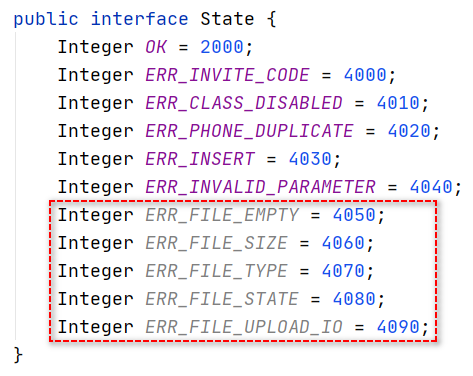 public interface State {
    Integer OK = 2000;
    Integer ERR_INVITE_CODE = 4000;
    Integer ERR_CLASS_DISABLED = 4010;
    Integer ERR_PHONE_DUPLICATE = 4020;
    Integer ERR_INSERT = 4030;
    Integer ERR_INVALID_PARAMETER = 4040;
    Integer ERR_FILE_EMPTY = 4050;
    Integer ERR_FILE_SIZE = 4060;
    Integer ERR_FILE_TYPE = 4070;
    Integer ERR_FILE_STATE = 4080;
    Integer ERR_FILE_UPLOAD_IO = 4090;
}